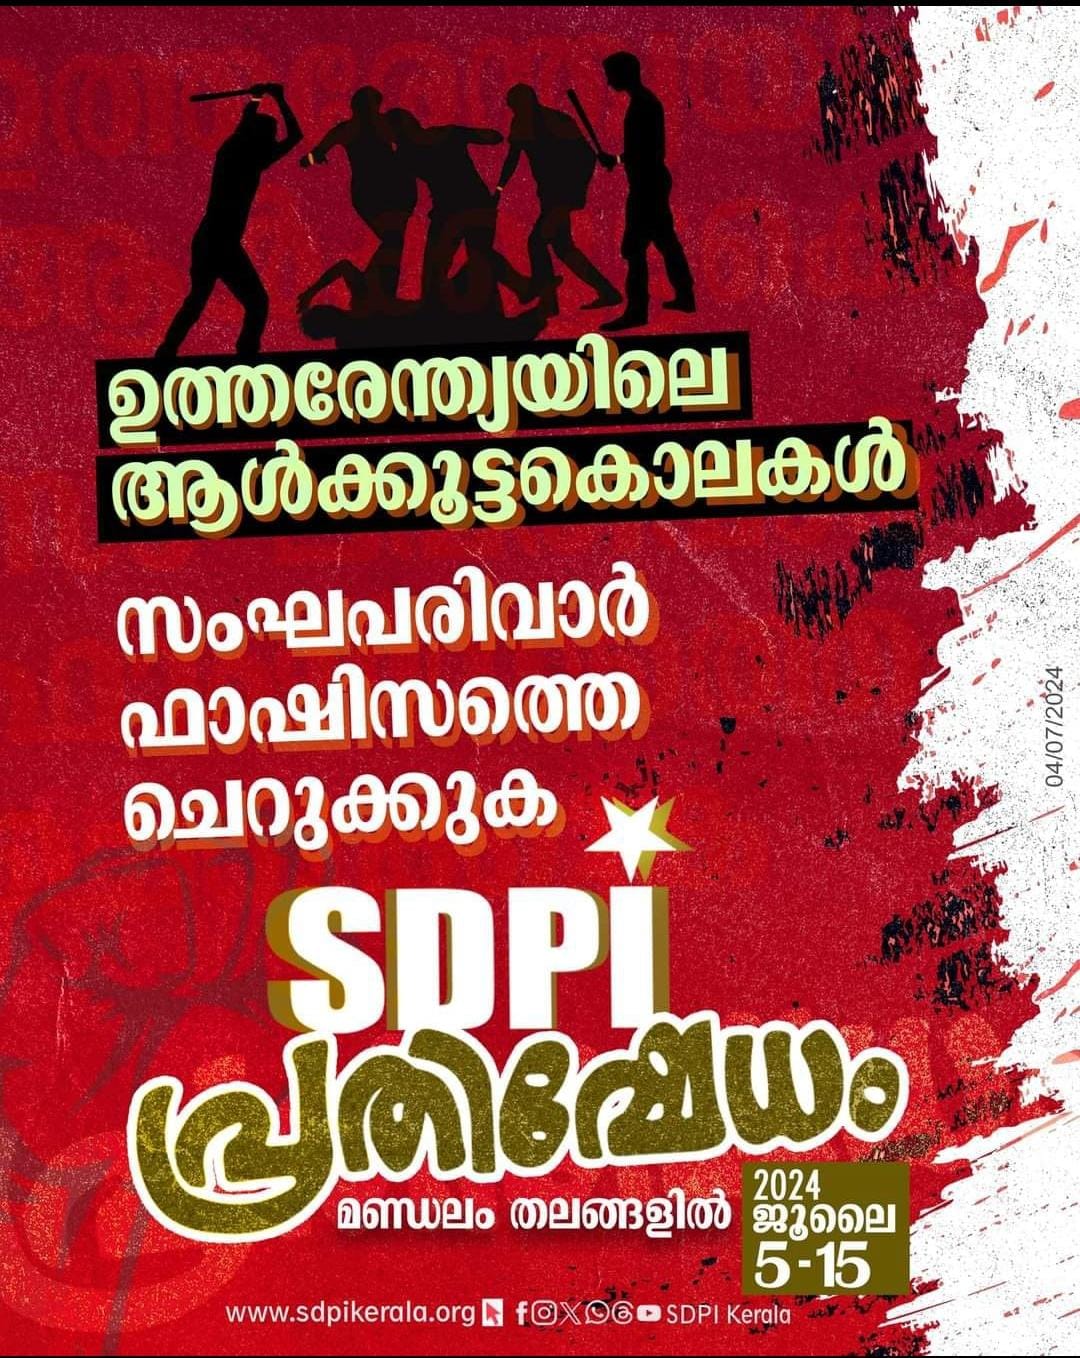 ഉത്തരേന്ത്യയിലെ
ആൾക്കൂട്ടകൊലകൾ
സംഘപരിവാർ
ഫാഷിസത്തെ
ചെറുക്കുക
SDPI
പ്രതിഷേധം
മണ്ഡലം തലങ്ങളിൽ
2024
ജൂലൈ
5-15
www.sdpikerala.org SDPI Kerala
04/07/2024